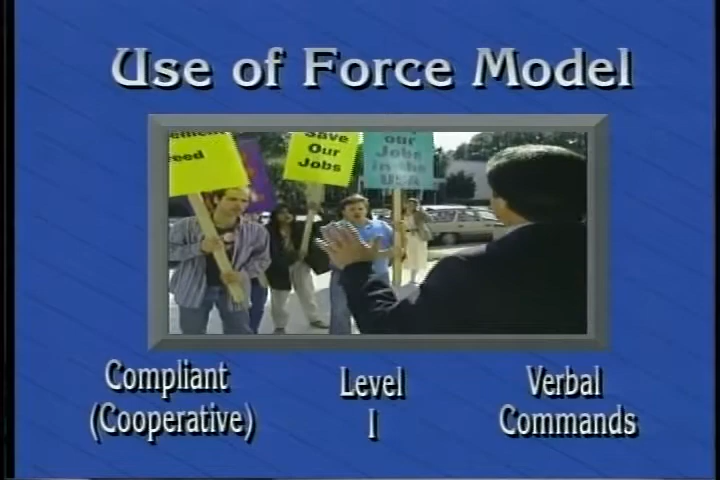 Use of Force Model
Save
Our
Jobs
our
Jobs
in the
USA
Compliant
(Cooperative)
Level
I
Verbal
Commands